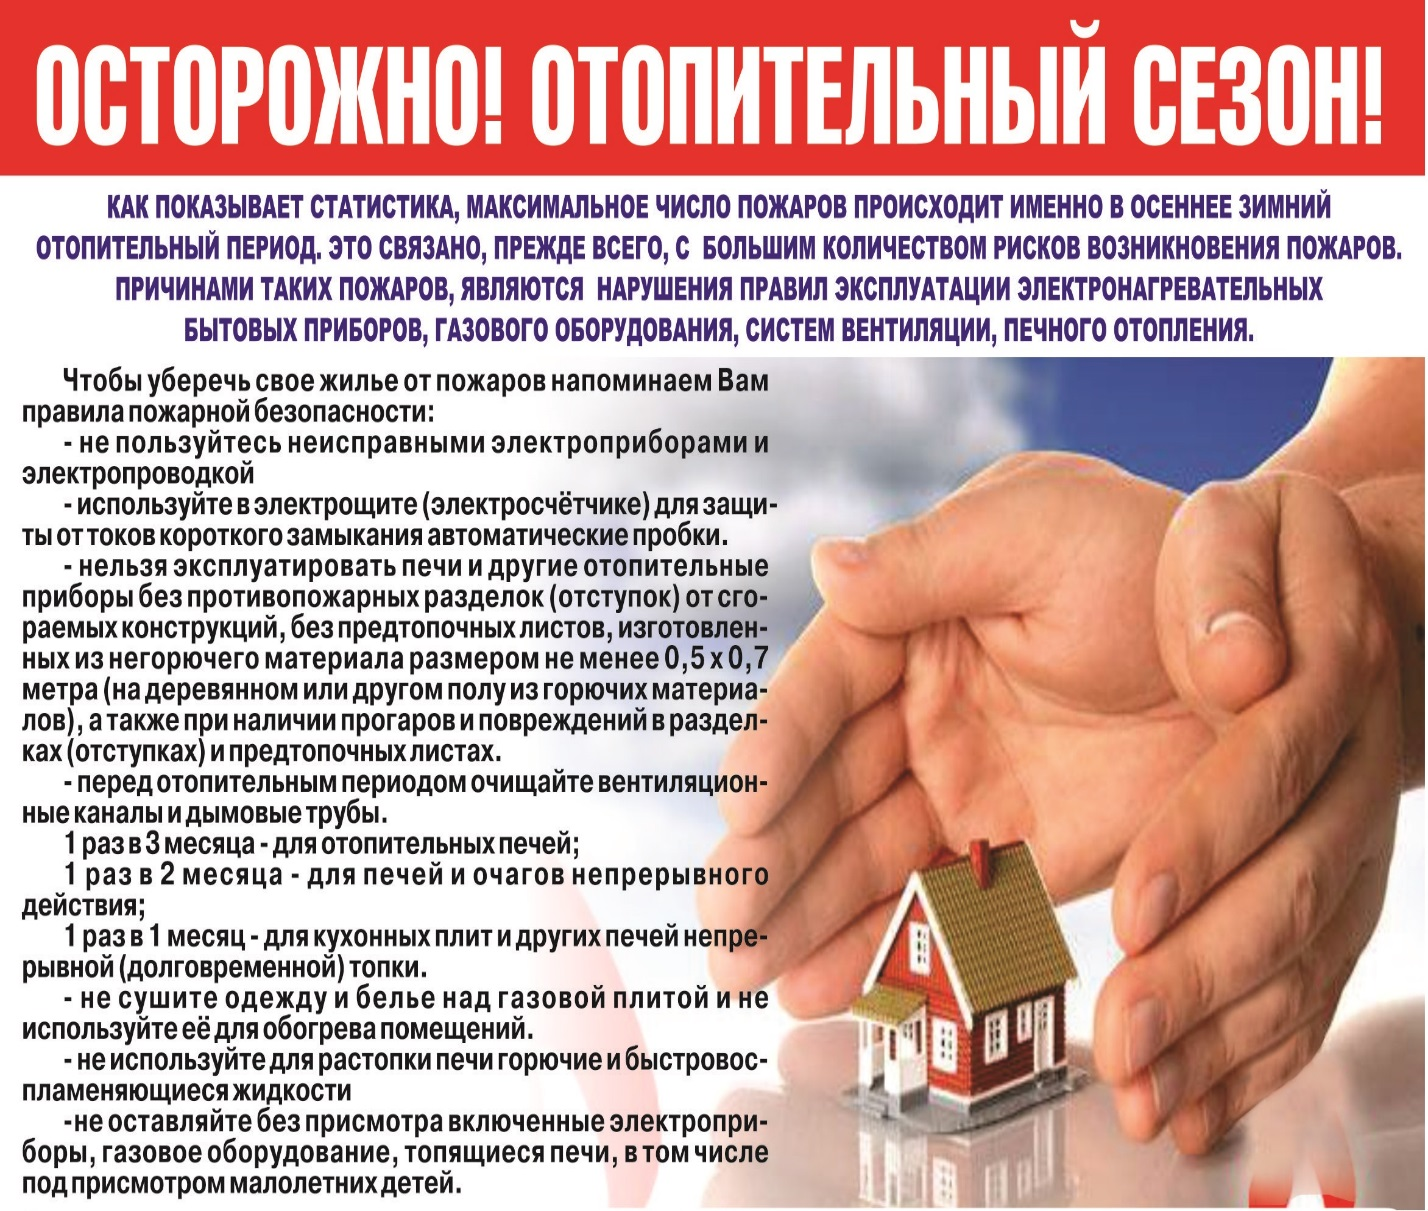 ОСТОРОЖНО! ОТОПИТЕЛЬНЫЙ СЕЗОН!
КАК ПОКАЗЫВАЕТ СТАТИСТИКА, МАКСИМАЛЬНОЕ ЧИСЛО ПОЖАРОВ ПРОИСХОДИТ ИМЕННО В ОСЕННЕЕ ЗИМНИЙ
ОТОПИТЕЛЬНЫЙ ПЕРИОД. ЭТО СВЯЗАНО, ПРЕЖДЕ ВСЕГО, С БОЛЬШИМ КОЛИЧЕСТВОМ РИСКОВ ВОЗНИКНОВЕНИЯ ПОЖАРОВ.
ПРИЧИНАМИ ТАКИХ ПОЖАРОВ, ЯВЛЯЮТСЯ НАРУШЕНИЯ ПРАВИЛ ЭКСПЛУАТАЦИИ ЭЛЕКТРОНАГРЕВАТЕЛЬНЫХ
БЫТОВЫХ ПРИБОРОВ, ГАЗОВОГО ОБОРУДОВАНИЯ, СИСТЕМ ВЕНТИЛЯЦИИ, ПЕЧНОГО ОТОПЛЕНИЯ.
Чтобы уберечь свое жилье от пожаров напоминаем Вам
правила пожарной безопасности:
- не пользуйтесь неисправными электроприборами и
электропроводкой
- используйте в электрощите (электросчётчике) для защи-
ты от токов короткого замыкания автоматические пробки.
- нельзя эксплуатировать печи и другие отопительные
приборы без противопожарных разделок (отступок) от сго-
раемых конструкций, без предтопочных листов, изготовлен-
ных из негорючего материала размером не менее 0,5 х 0,7
метра (на деревянном или другом полу из горючих материа-
лов), а также при наличии прогаров и повреждений в раздел-
ках (отступках) и предтопочных листах.
- перед отопительным периодом очищайте вентиляцион-
ные каналы и дымовые трубы.
1 раз в 3 месяца - для отопительных печей;
1 раз в 2 месяца - для печей и очагов непрерывного
действия;
1 раз в 1 месяц - для кухонных плит и других печей непре-
рывной (долговременной) топки.
- не сушите одежду и белье над газовой плитой и не
используйте её для обогрева помещений.
- не используйте для растопки печи горючие и быстровос-
пламеняющиеся жидкости
-не оставляйте без присмотра включенные электропри-
боры, газовое оборудование, топящиеся печи, в том числе
под присмотром малолетних детей.